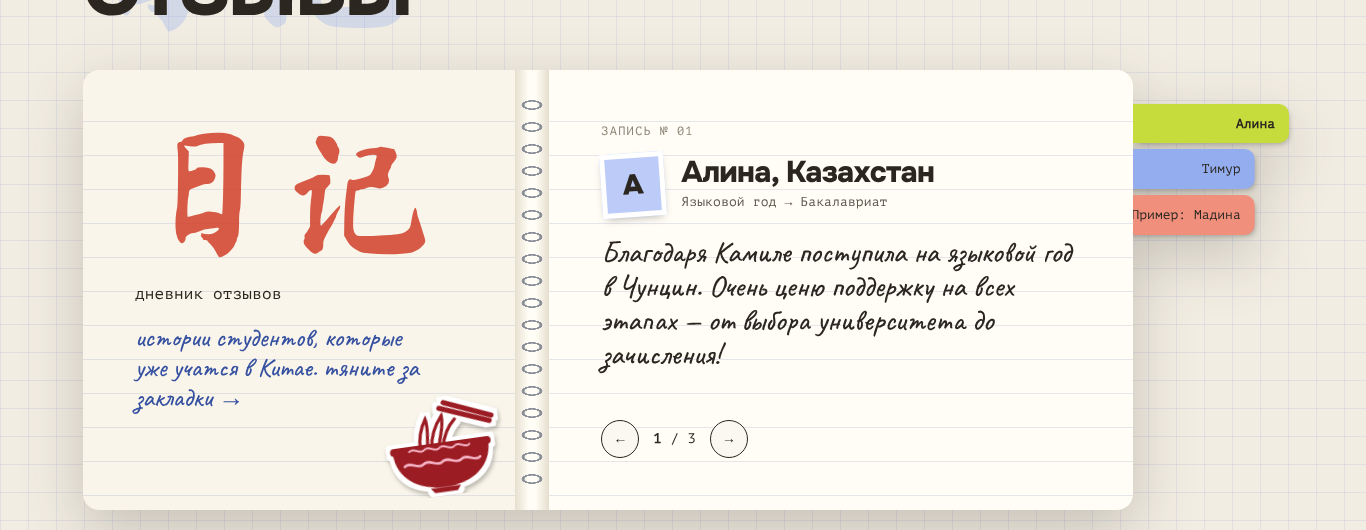 Отзывы
日记
дневник отзывов
истории студентов, которые
уже учатся в Китае. тяните за
закладки →
ЗАПИСЬ № 01
А
Алина, Казахстан
Языковой год → Бакалавриат
Благодаря Камиле поступила на языковой год
в Чунцин. Очень ценю поддержку на всех
этапах — от выбора университета до
зачисления!
← 1 / 3 →
Алина
Тимур
Пример: Мадина